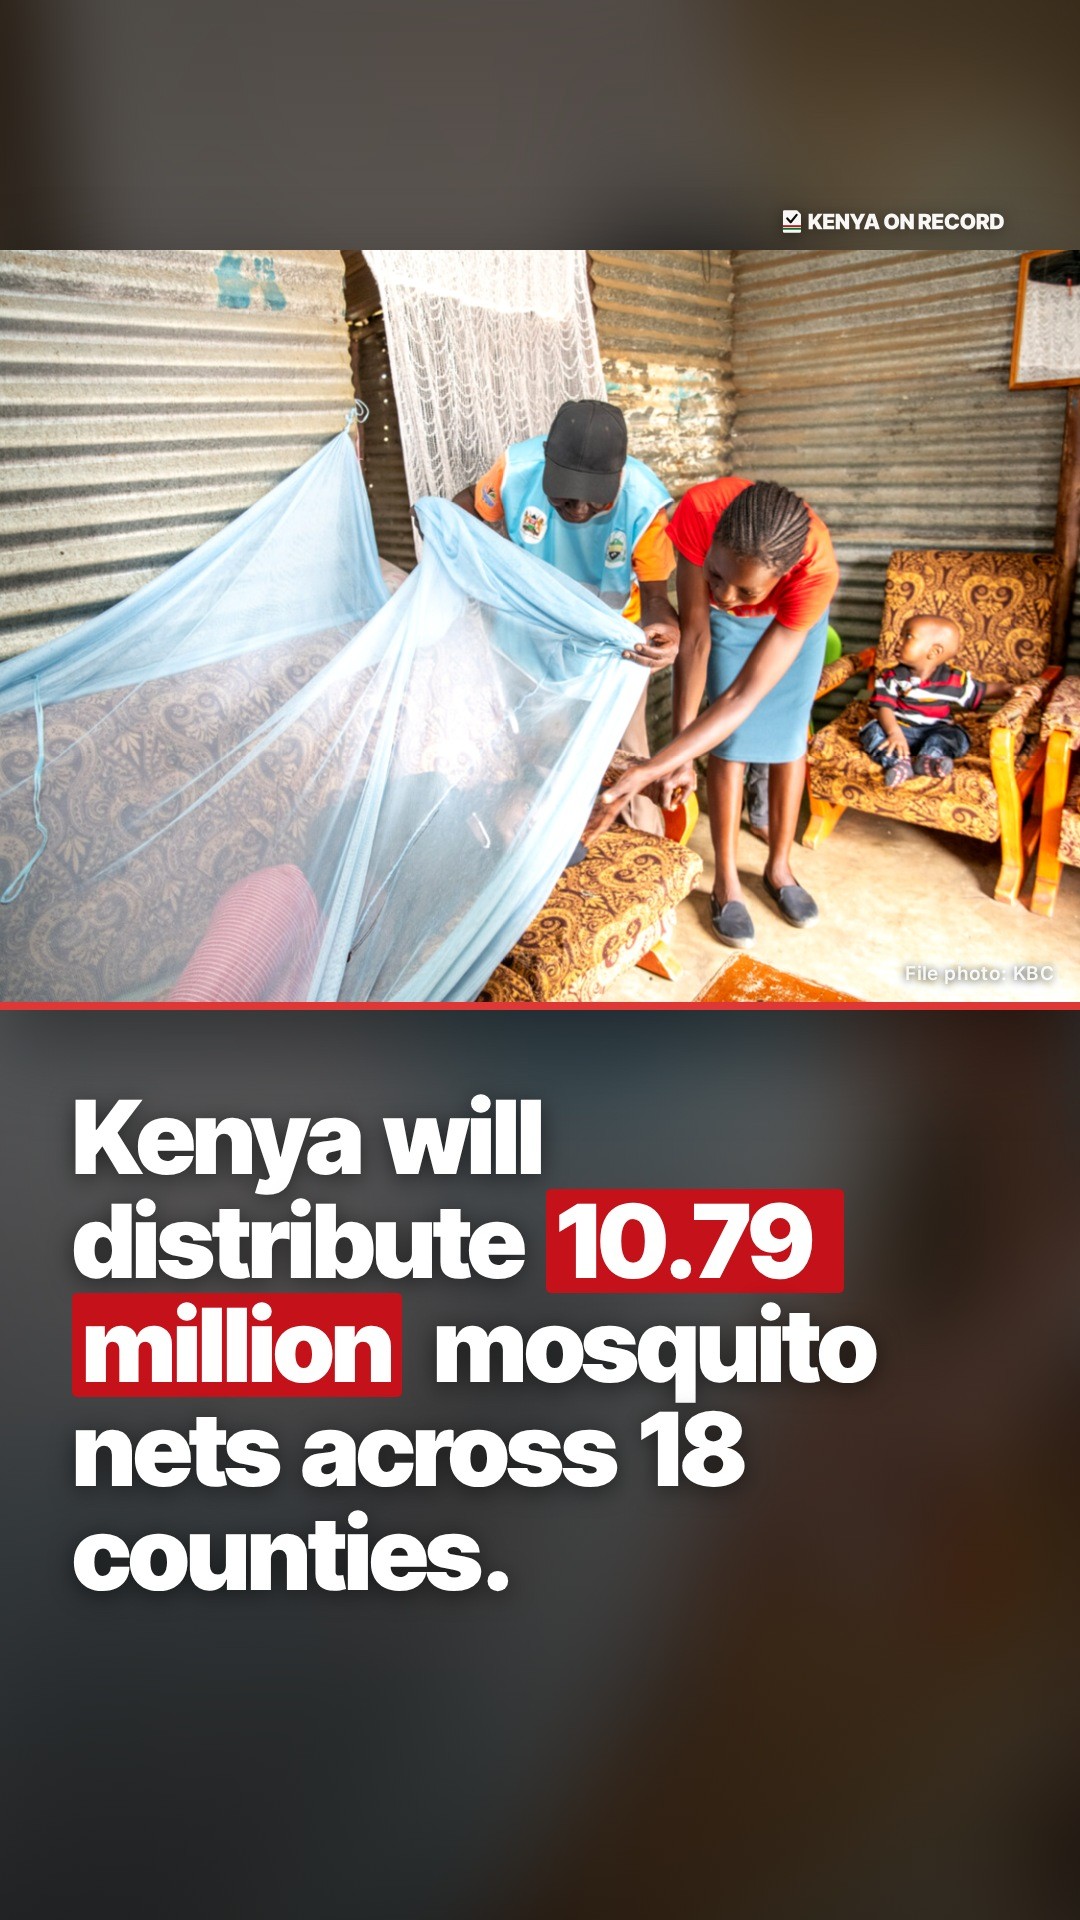 KENYA ON RECORD
File photo: KBC
Kenya will
distribute 10.79
million mosquito
nets across 18
counties.